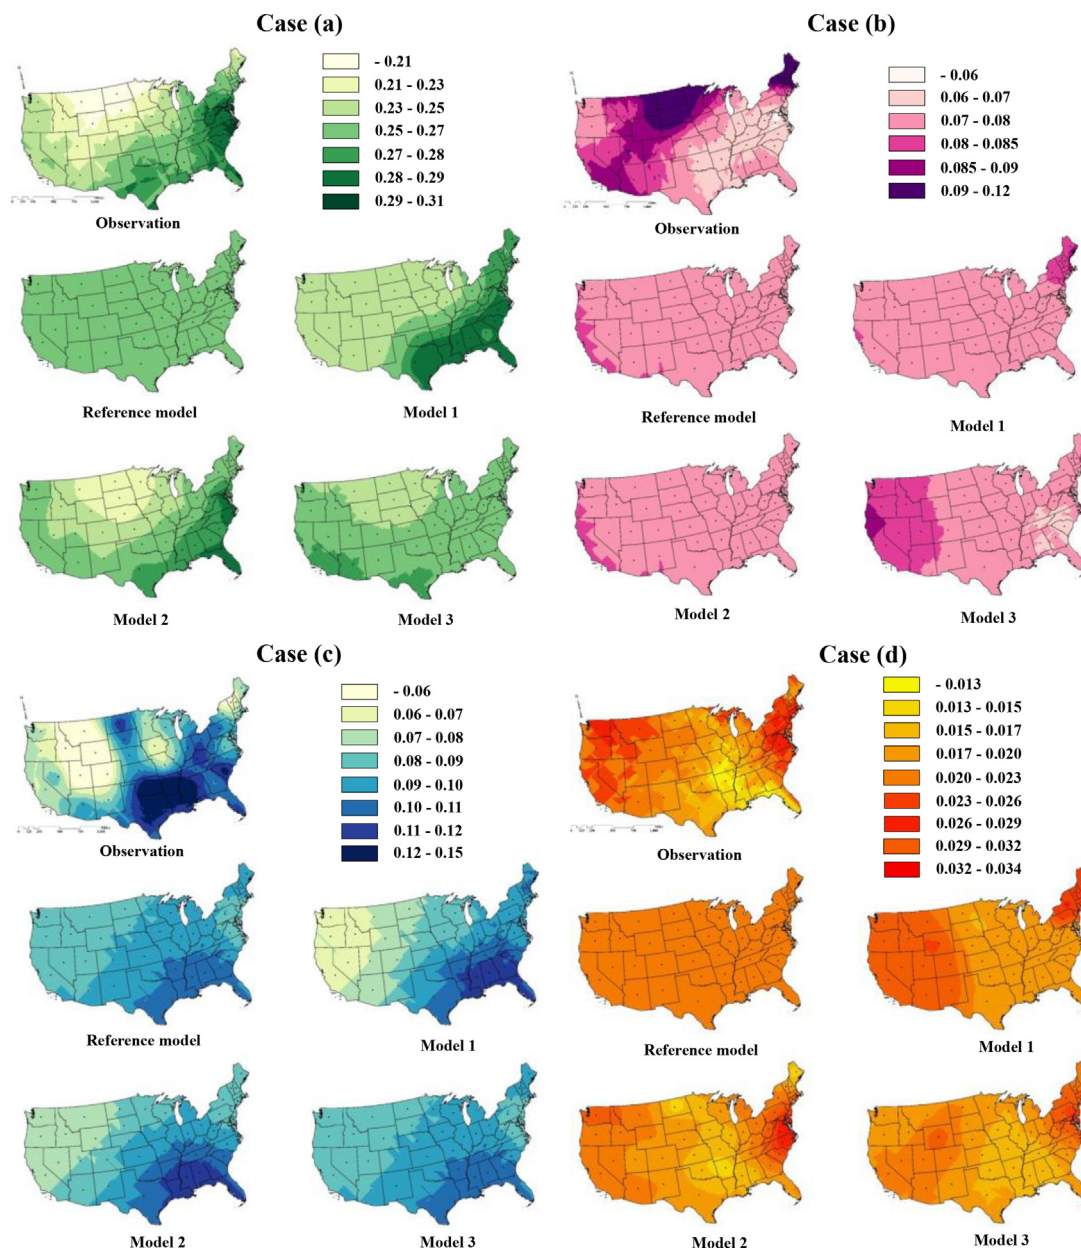 Case (a)
- 0.21
0.21 - 0.23
0.23 - 0.25
0.25 - 0.27
0.27 - 0.28
0.28 - 0.29
0.29 - 0.31
Observation
Reference model
Model 1
Model 2
Model 3
Case (b)
- 0.06
0.06 - 0.07
0.07 - 0.08
0.08 - 0.085
0.085 - 0.09
0.09 - 0.12
Observation
Reference model
Model 1
Model 2
Model 3
Case (c)
- 0.06
0.06 - 0.07
0.07 - 0.08
0.08 - 0.09
0.09 - 0.10
0.10 - 0.11
0.11 - 0.12
0.12 - 0.15
Observation
Reference model
Model 1
Model 2
Model 3
Case (d)
- 0.013
0.013 - 0.015
0.015 - 0.017
0.017 - 0.020
0.020 - 0.023
0.023 - 0.026
0.026 - 0.029
0.029 - 0.032
0.032 - 0.034
Observation
Reference model
Model 1
Model 2
Model 3